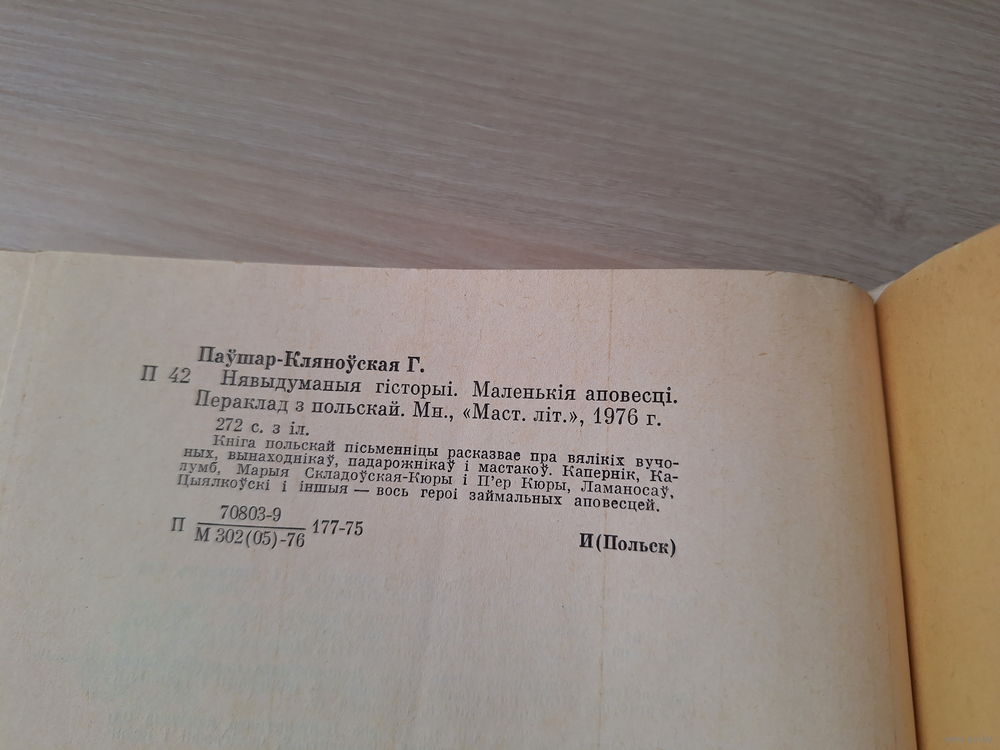 Паўшар-Кляноўская Г.
П 42 Нявыдуманыя гісторыі. Маленькія аповесці.
Пераклад з польскай. Мн., «Маст. літ.», 1976 г.
272 с. з іл.
Кніга польскай пісьменніцы расказвае пра вялікіх вучо-
ных, вынаходнікаў, падарожнікаў і мастакоў. Капернік, Ка-
лумб, Марыя Складоўская-Кюры і П'ер Кюры, Ламаносаў,
Цыялкоўскі і іншыя — вось героі займальных аповесцей.
П 70803-9 177-75
М 302(05)-76
И(Польск)